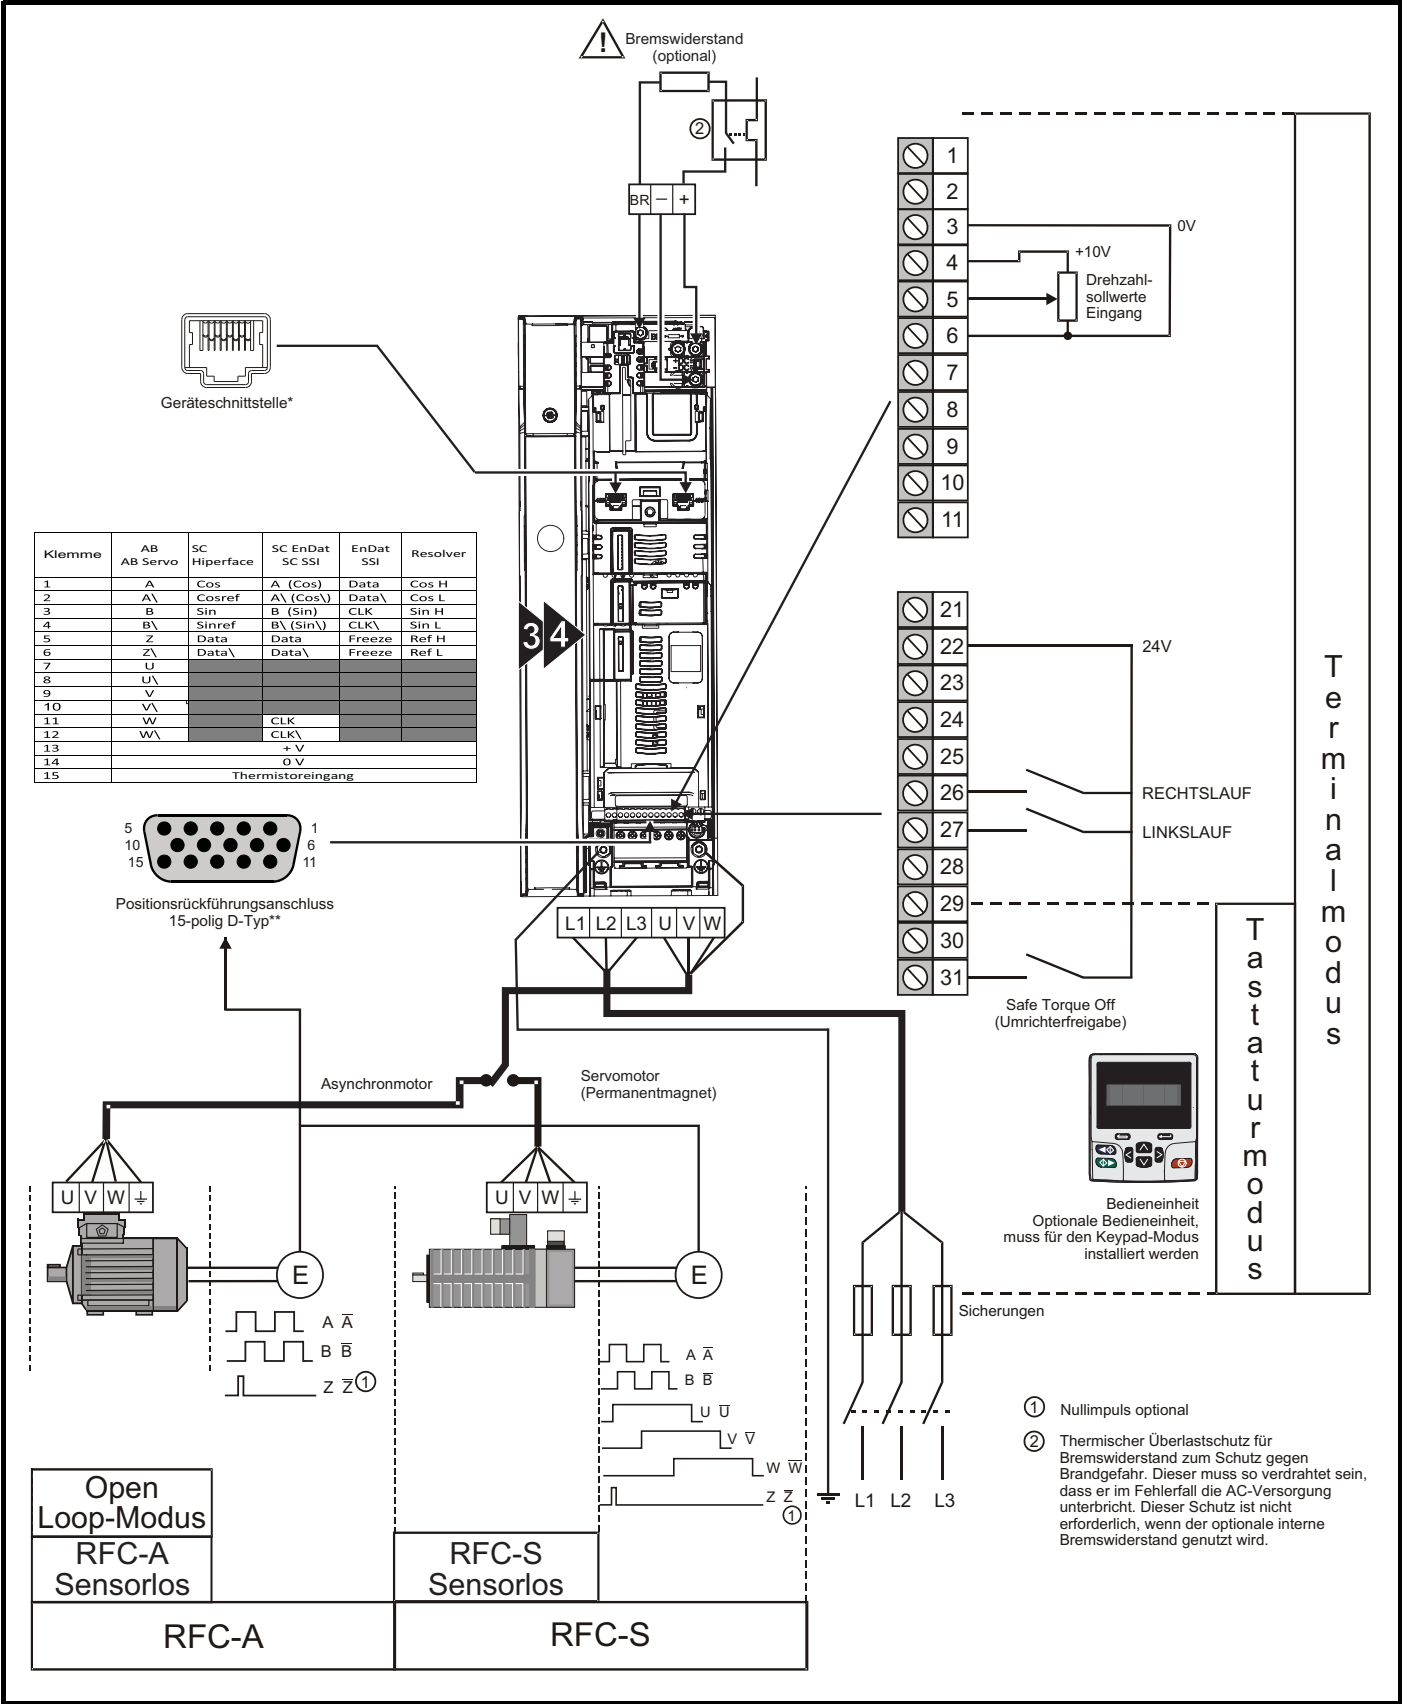 Bremswiderstand
(optional)
2
BR − +
1
2
3
4
5
6
7
8
9
10
11
0V
+10V
Drehzahl-
sollwerte
Eingang
Geräteschnittstelle*
Klemme AB AB Servo SC Hiperface SC EnDat SC SSI EnDat SSI Resolver
1 A Cos A (Cos) Data Cos H
2 A\ Cosref A\ (Cos\) Data\ Cos L
3 B Sin B (Sin) CLK Sin H
4 B\ Sinref B\ (Sin\) CLK\ Sin L
5 Z Data Data Freeze Ref H
6 Z\ Data\ Data\ Freeze Ref L
7 U
8 U\
9 V
10 V\
11 W CLK
12 W\ CLK\
13 + V
14 0 V
15 Thermistoreingang
34
21
22
23
24
25
26
27
28
29
30
31
24V
RECHTSLAUF
LINKSLAUF
Safe Torque Off
(Umrichterfreigabe)
Terminalmodus
Tastaturmodus
5 1
10 6
15 11
Positionsrückführungsanschluss
15-polig D-Typ**
L1 L2 L3 U V W
Asynchronmotor
Servomotor
(Permanentmagnet)
U V W
U V W
E
E
Bedieneinheit
Optionale Bedieneinheit,
muss für den Keypad-Modus
installiert werden
Sicherungen
A A̅
B B̅
Z Z̅ 1
A A̅
B B̅
U U̅
V V̅
W W̅
Z Z̅
1
L1 L2 L3
1 Nullimpuls optional
2 Thermischer Überlastschutz für
Bremswiderstand zum Schutz gegen
Brandgefahr. Dieser muss so verdrahtet sein,
dass er im Fehlerfall die AC-Versorgung
unterbricht. Dieser Schutz ist nicht
erforderlich, wenn der optionale interne
Bremswiderstand genutzt wird.
Open
Loop-Modus
RFC-A
Sensorlos
RFC-S
Sensorlos
RFC-A
RFC-S